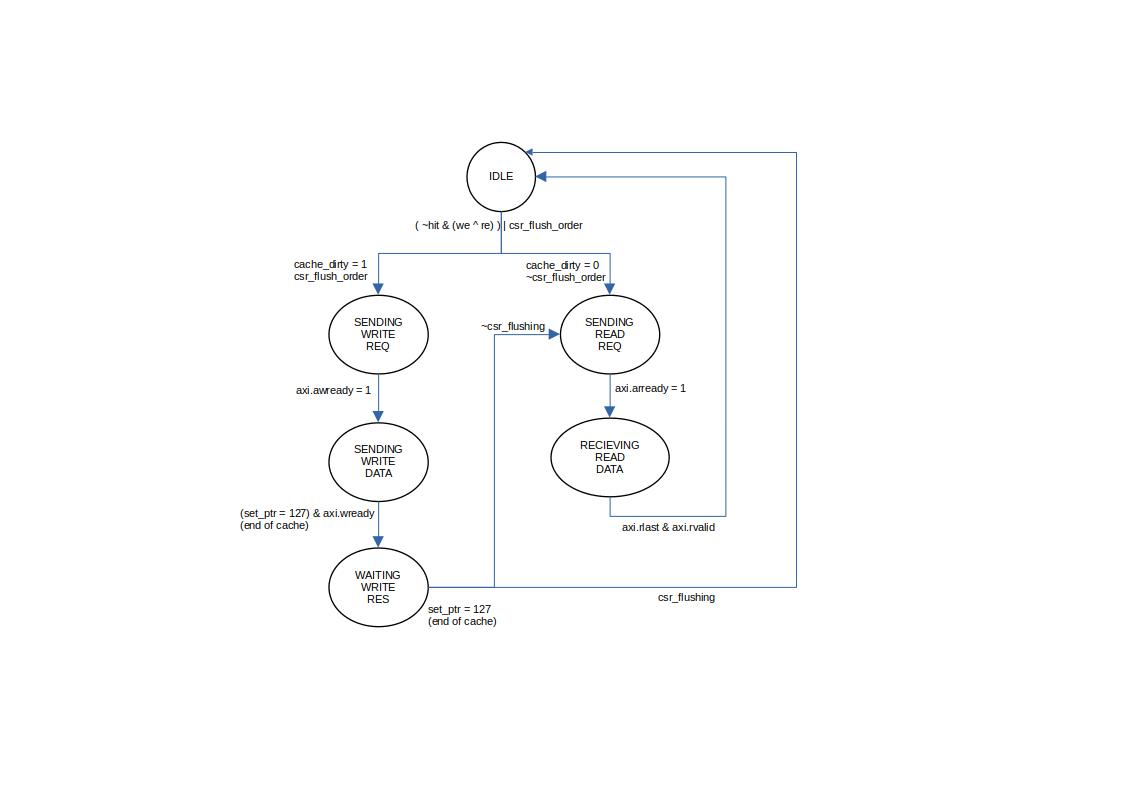 IDLE
( ~hit & (we ^ re) ) | csr_flush_order
cache_dirty = 1
csr_flush_order
cache_dirty = 0
~csr_flush_order
SENDING
WRITE
REQ
~csr_flushing
SENDING
READ
REQ
axi.awready = 1
axi.arready = 1
SENDING
WRITE
DATA
RECIEVING
READ
DATA
(set_ptr = 127) & axi.wready
(end of cache)
axi.rlast & axi.rvalid
WAITING
WRITE
RES
set_ptr = 127
(end of cache)
csr_flushing